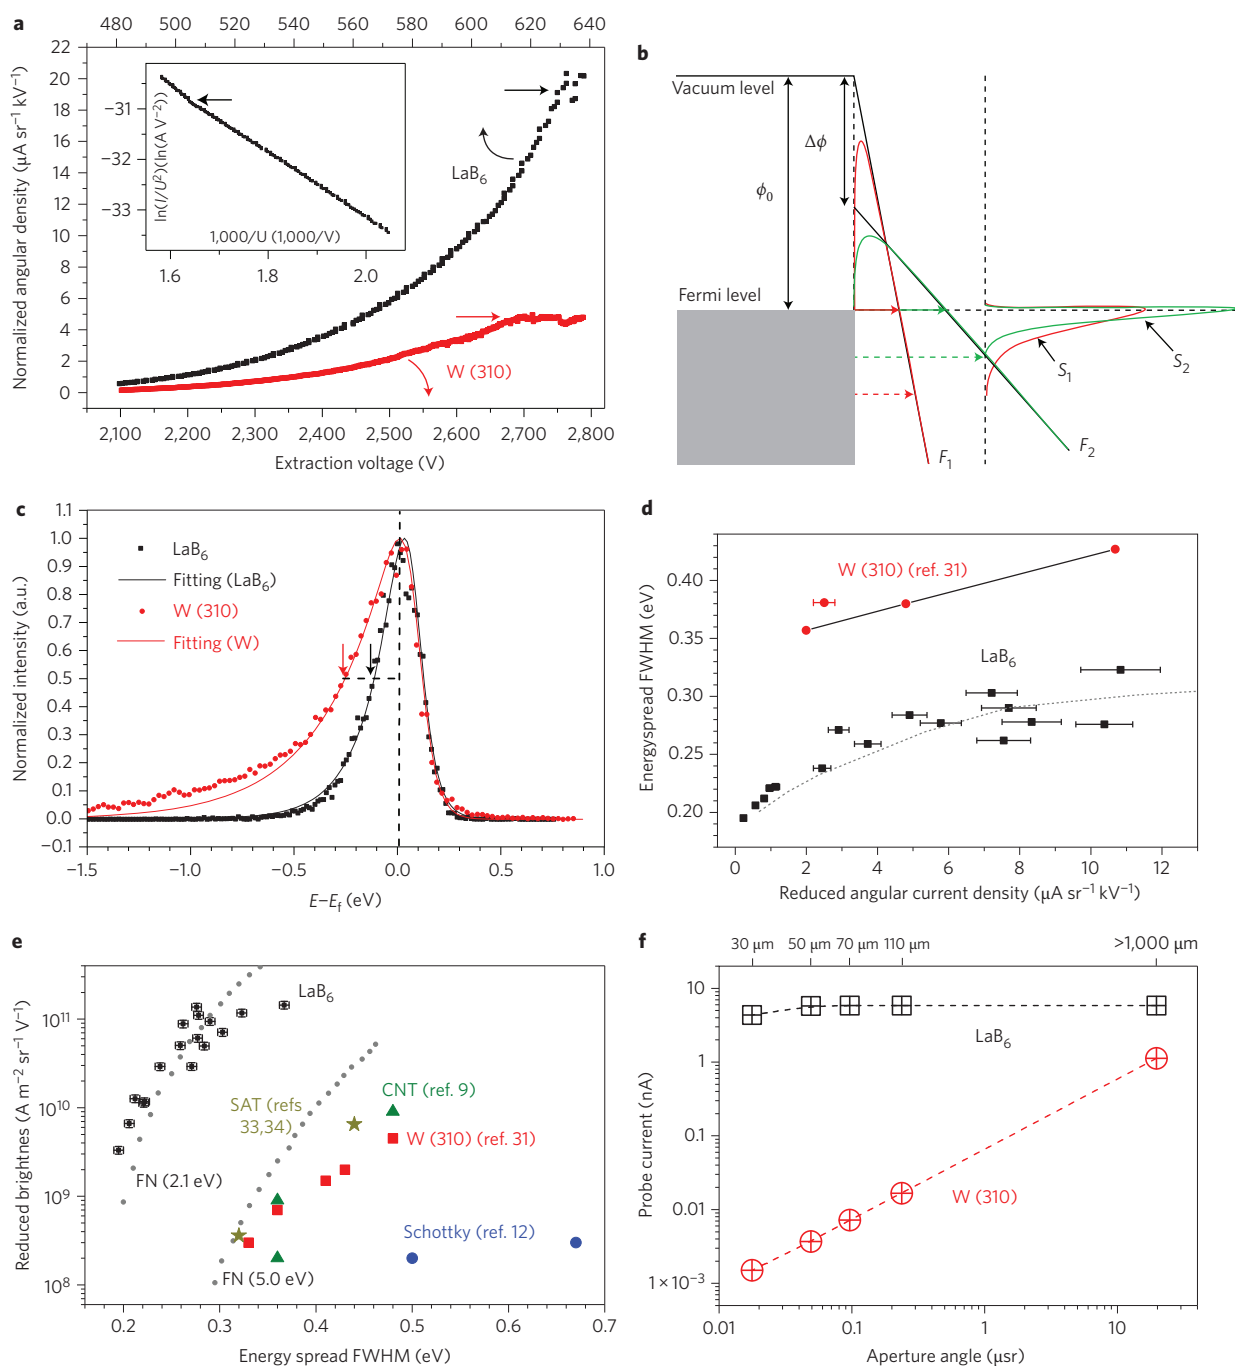 a
480 500 520 540 560 580 600 620 640
Normalized angular density (μA sr⁻¹ kV⁻¹)
22
20
18
16
14
12
10
8
6
4
2
0
ln(I/U²)(ln(A V⁻²))
−31
−32
−33
1,000/U (1,000/V)
1.6 1.8 2.0
LaB₆
W (310)
2,100 2,200 2,300 2,400 2,500 2,600 2,700 2,800
Extraction voltage (V)
b
Vacuum level
Δϕ
ϕ₀
Fermi level
S₁
S₂
F₁
F₂
c
Normalized intensity (a.u.)
1.1
1.0
0.9
0.8
0.7
0.6
0.5
0.4
0.3
0.2
0.1
0.0
−0.1
LaB₆
Fitting (LaB₆)
W (310)
Fitting (W)
−1.5 −1.0 −0.5 0.0 0.5 1.0
E−E_f (eV)
d
Energyspread FWHM (eV)
0.40
0.35
0.30
0.25
0.20
W (310) (ref. 31)
LaB₆
0 2 4 6 8 10 12
Reduced angular current density (μA sr⁻¹ kV⁻¹)
e
Reduced brightnes (A m⁻² sr⁻¹ V⁻¹)
10¹¹
10¹⁰
10⁹
10⁸
LaB₆
CNT (ref. 9)
SAT (refs
33,34)
W (310) (ref. 31)
FN (2.1 eV)
Schottky (ref. 12)
FN (5.0 eV)
0.2 0.3 0.4 0.5 0.6 0.7
Energy spread FWHM (eV)
f
30 μm 50 μm 70 μm 110 μm >1,000 μm
Probe current (nA)
10
1
0.1
0.01
1 × 10⁻³
LaB₆
W (310)
0.01 0.1 1 10
Aperture angle (μsr)